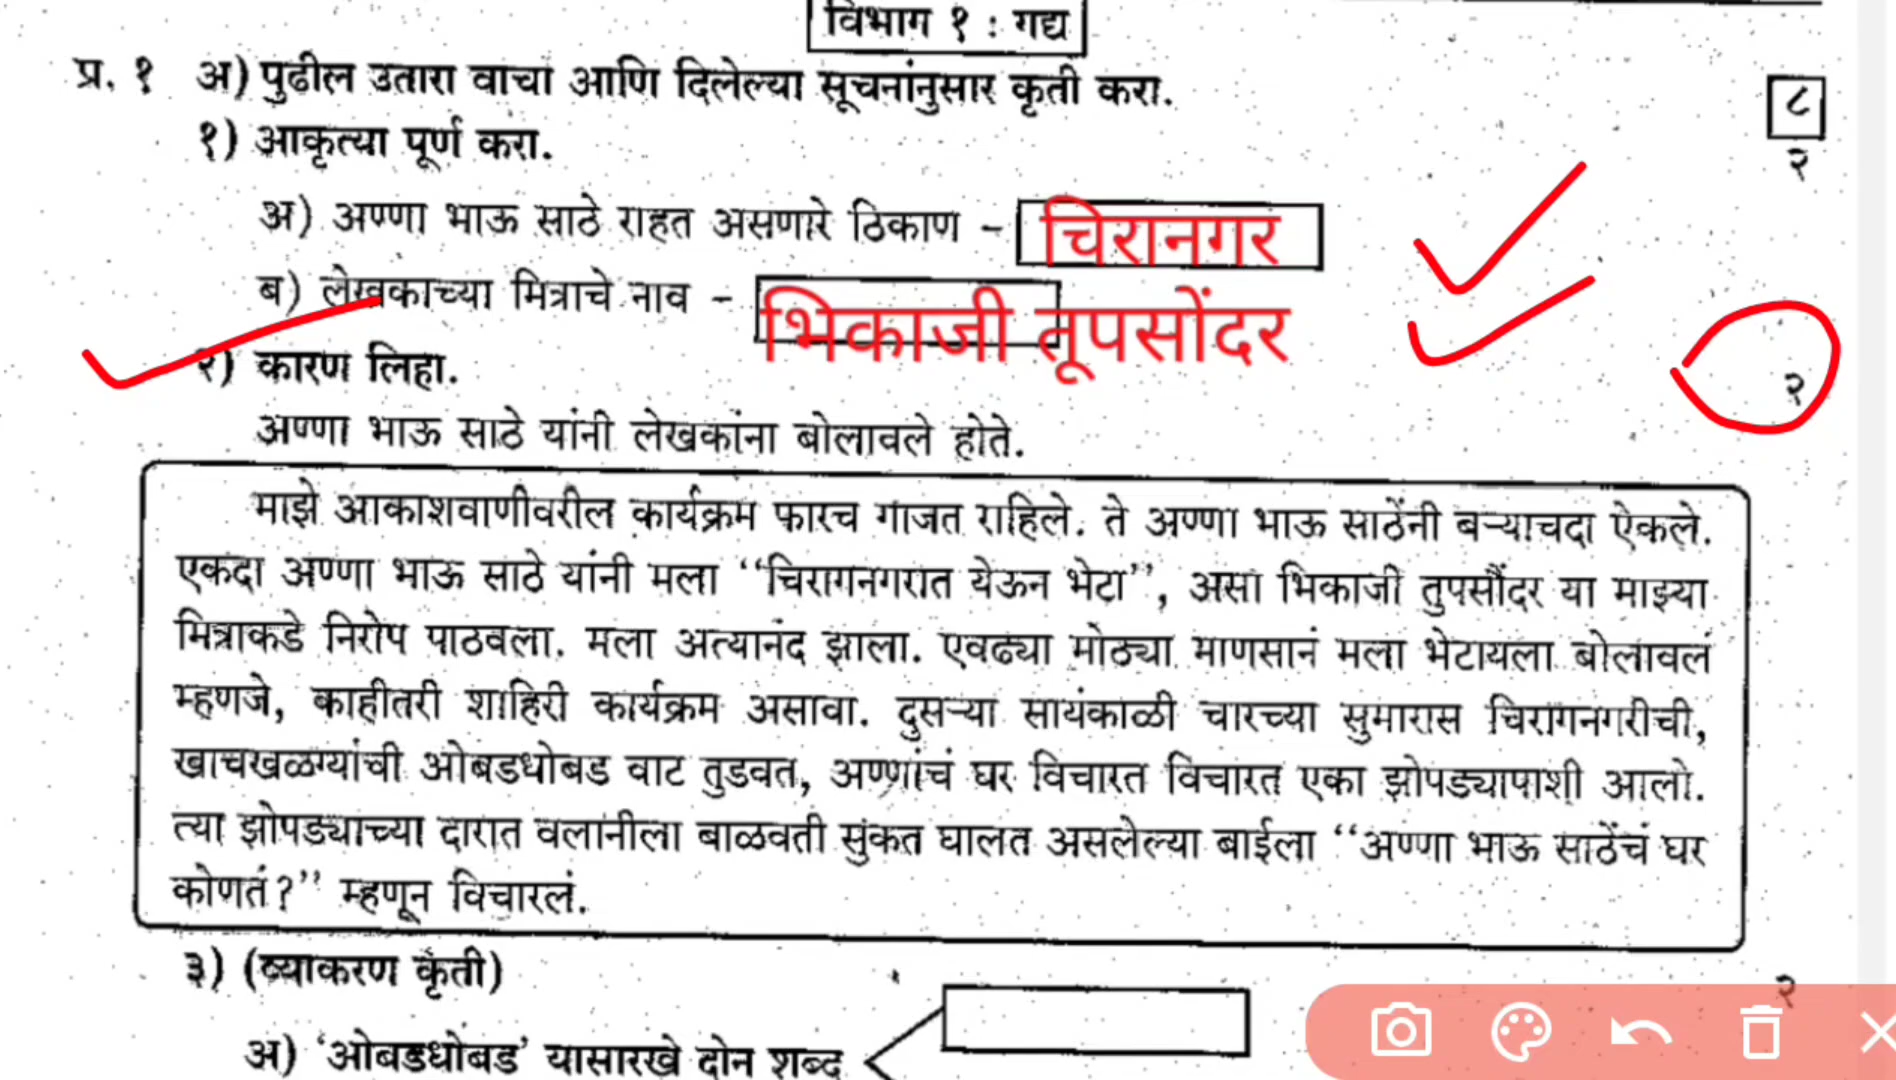 विभाग १ : गद्य
प्र. १ अ) पुढील उतारा वाचा आणि दिलेल्या सूचनांनुसार कृती करा.
८
१) आकृत्या पूर्ण करा.
२
अ) अण्णा भाऊ साठे राहत असणारे ठिकाण - चिरानगर
ब) लेखकाच्या मित्राचे नाव - भिकाजी तूपसोंदर
२) कारण लिहा.
२
अण्णा भाऊ साठे यांनी लेखकांना बोलावले होते.
माझे आकाशवाणीवरील कार्यक्रम फारच गाजत राहिले. ते अण्णा भाऊ साठेंनी बऱ्याचदा ऐकले.
एकदा अण्णा भाऊ साठे यांनी मला “चिरागनगरात येऊन भेटा”, असा भिकाजी तुपसौंदर या माझ्या
मित्राकडे निरोप पाठवला. मला अत्यानंद झाला. एवढ्या मोठ्या माणसानं मला भेटायला बोलावलं
म्हणजे, काहीतरी शाहिरी कार्यक्रम असावा. दुसऱ्या सायंकाळी चारच्या सुमारास चिरागनगरीची,
खाचखळग्यांची ओबडधोबड वाट तुडवत, अण्णांचं घर विचारत विचारत एका झोपड्यापाशी आलो.
त्या झोपड्याच्या दारात वलानीला बाळवती सुंकत घालत असलेल्या बाईला “अण्णा भाऊ साठेंचं घर
कोणतं?” म्हणून विचारलं.
३) (व्याकरण कृती)
२
अ) ‘ओबडधोबड’ यासारखे दोन शब्द